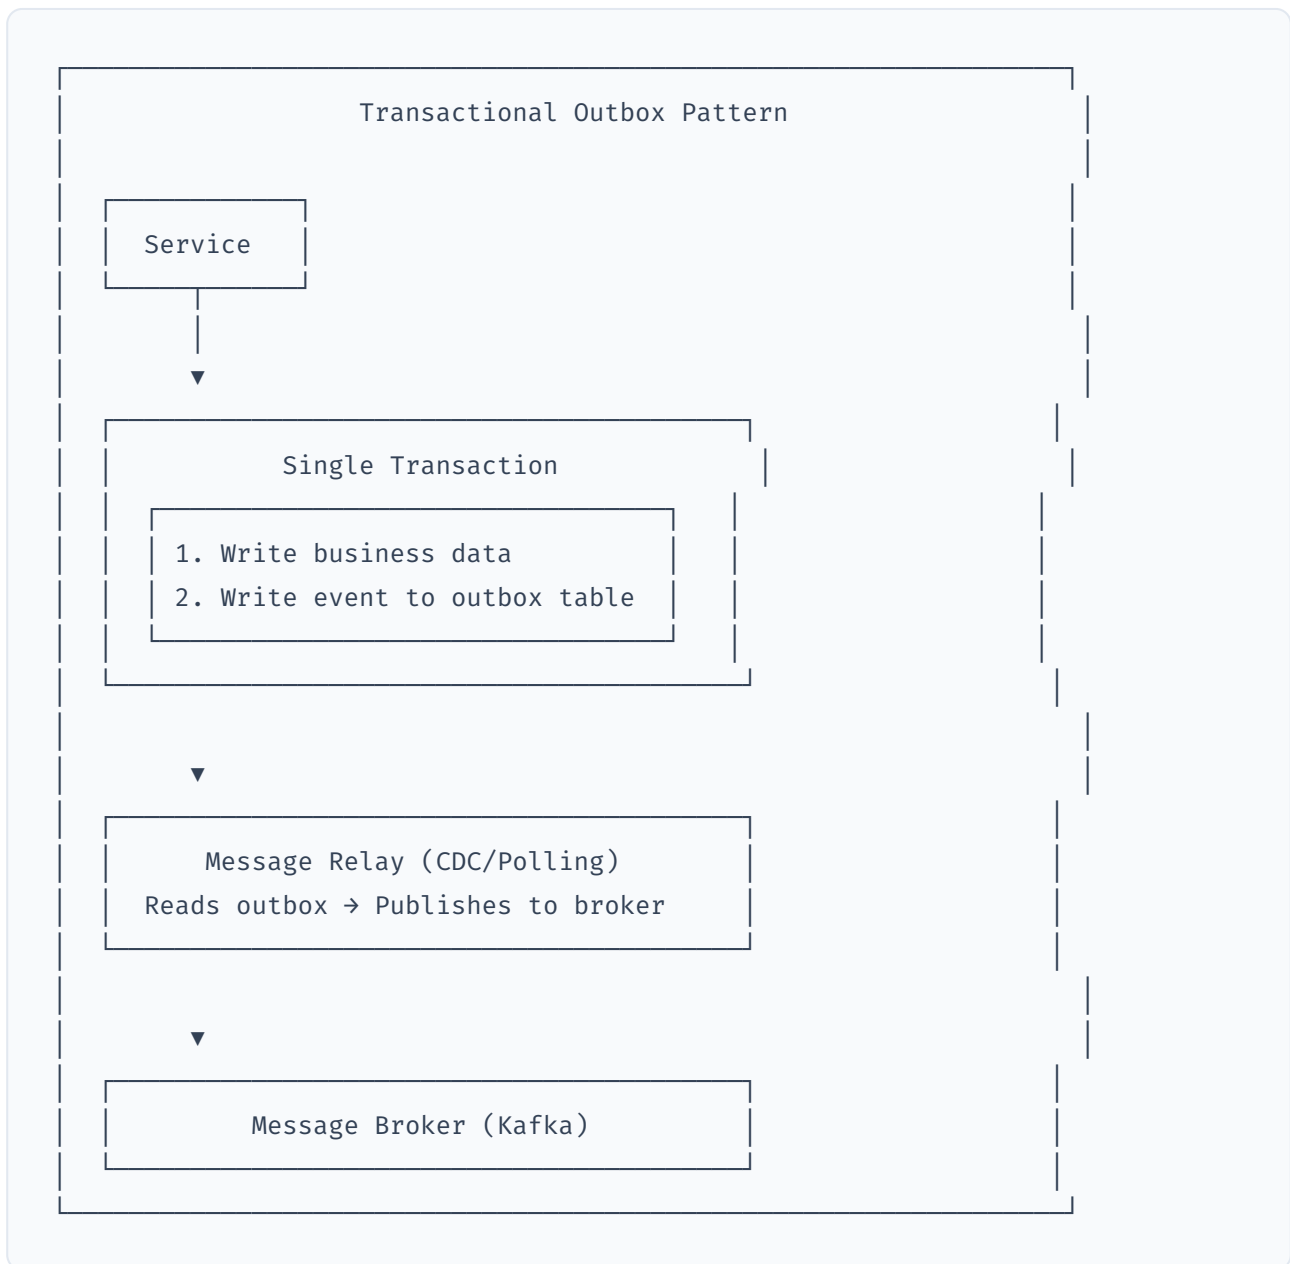 Transactional Outbox Pattern
Service
Single Transaction
1. Write business data
2. Write event to outbox table
Message Relay (CDC/Polling)
Reads outbox → Publishes to broker
Message Broker (Kafka)